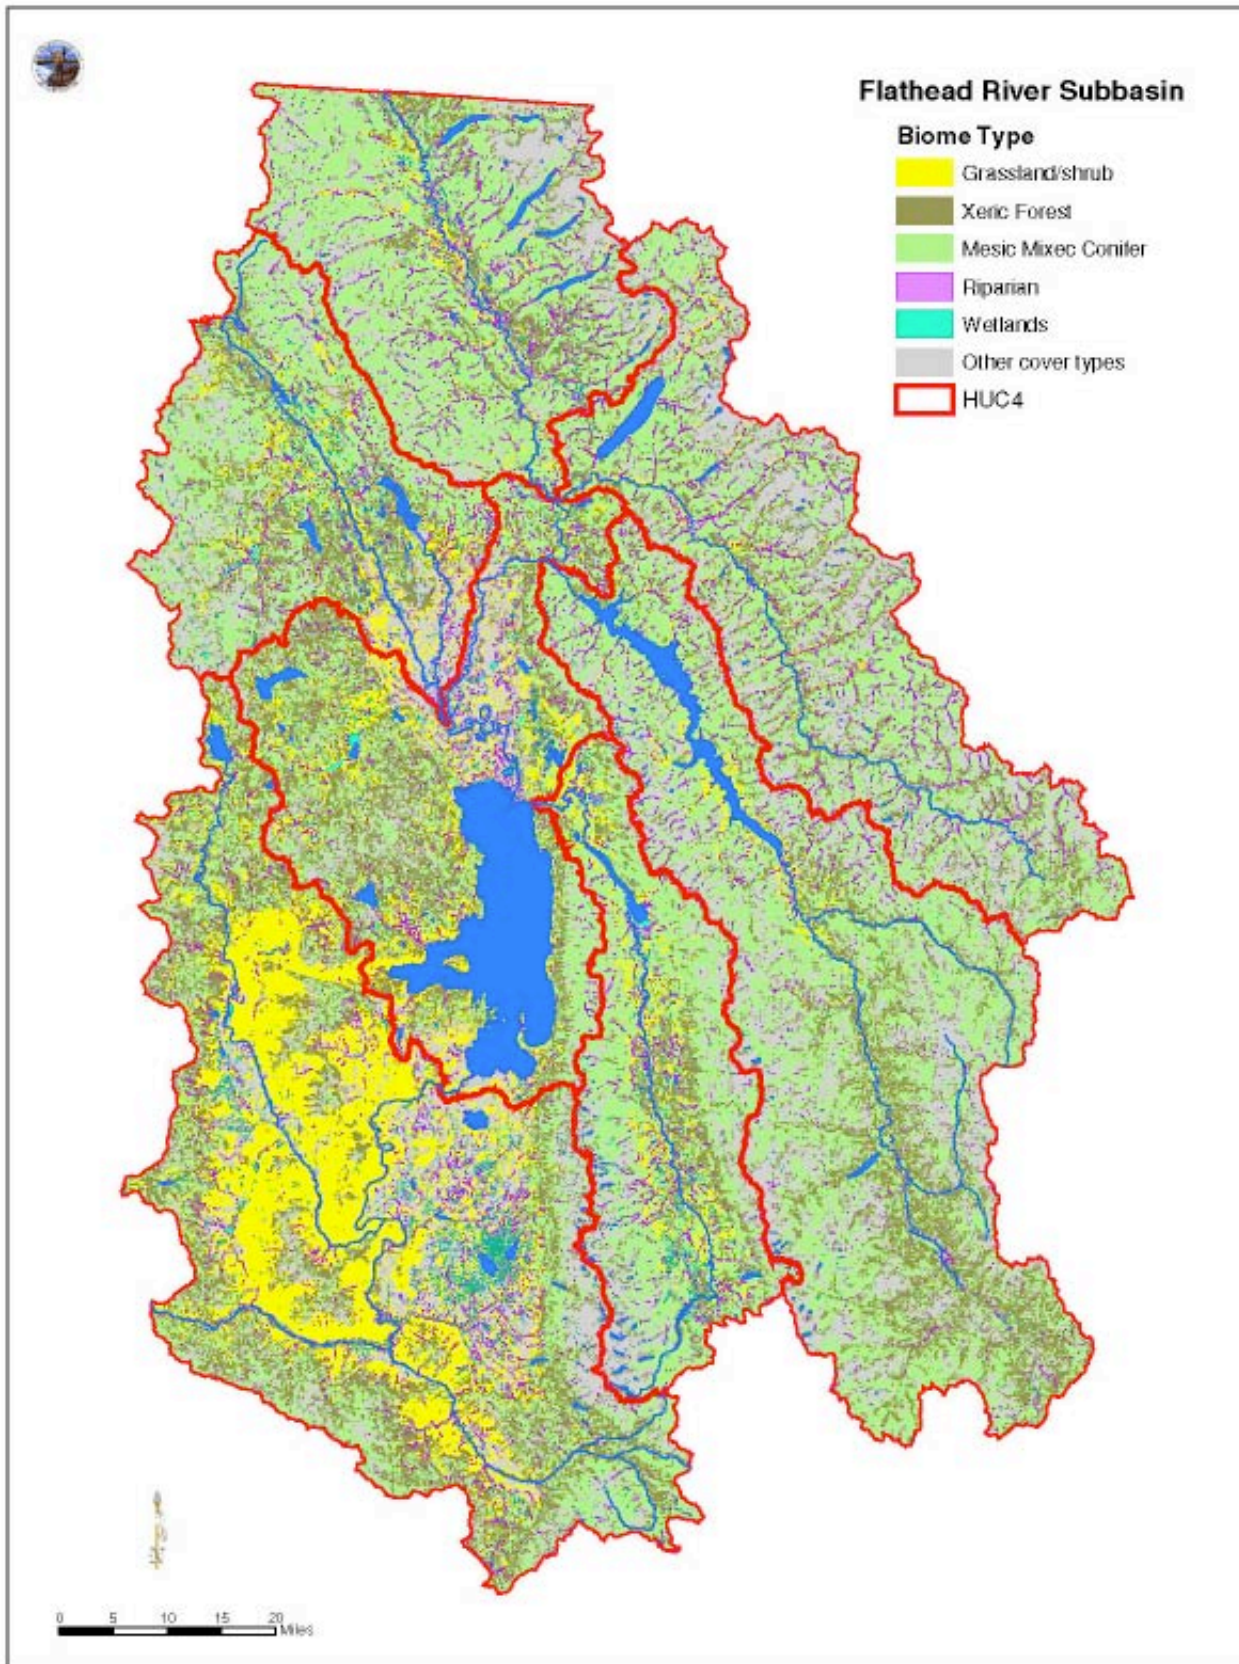 Flathead River Subbasin
Biome Type
Grassland/shrub
Xeric Forest
Mesic Mixec Conifer
Riparian
Wetlands
Other cover types
HUC4
0 5 10 15 20
Miles